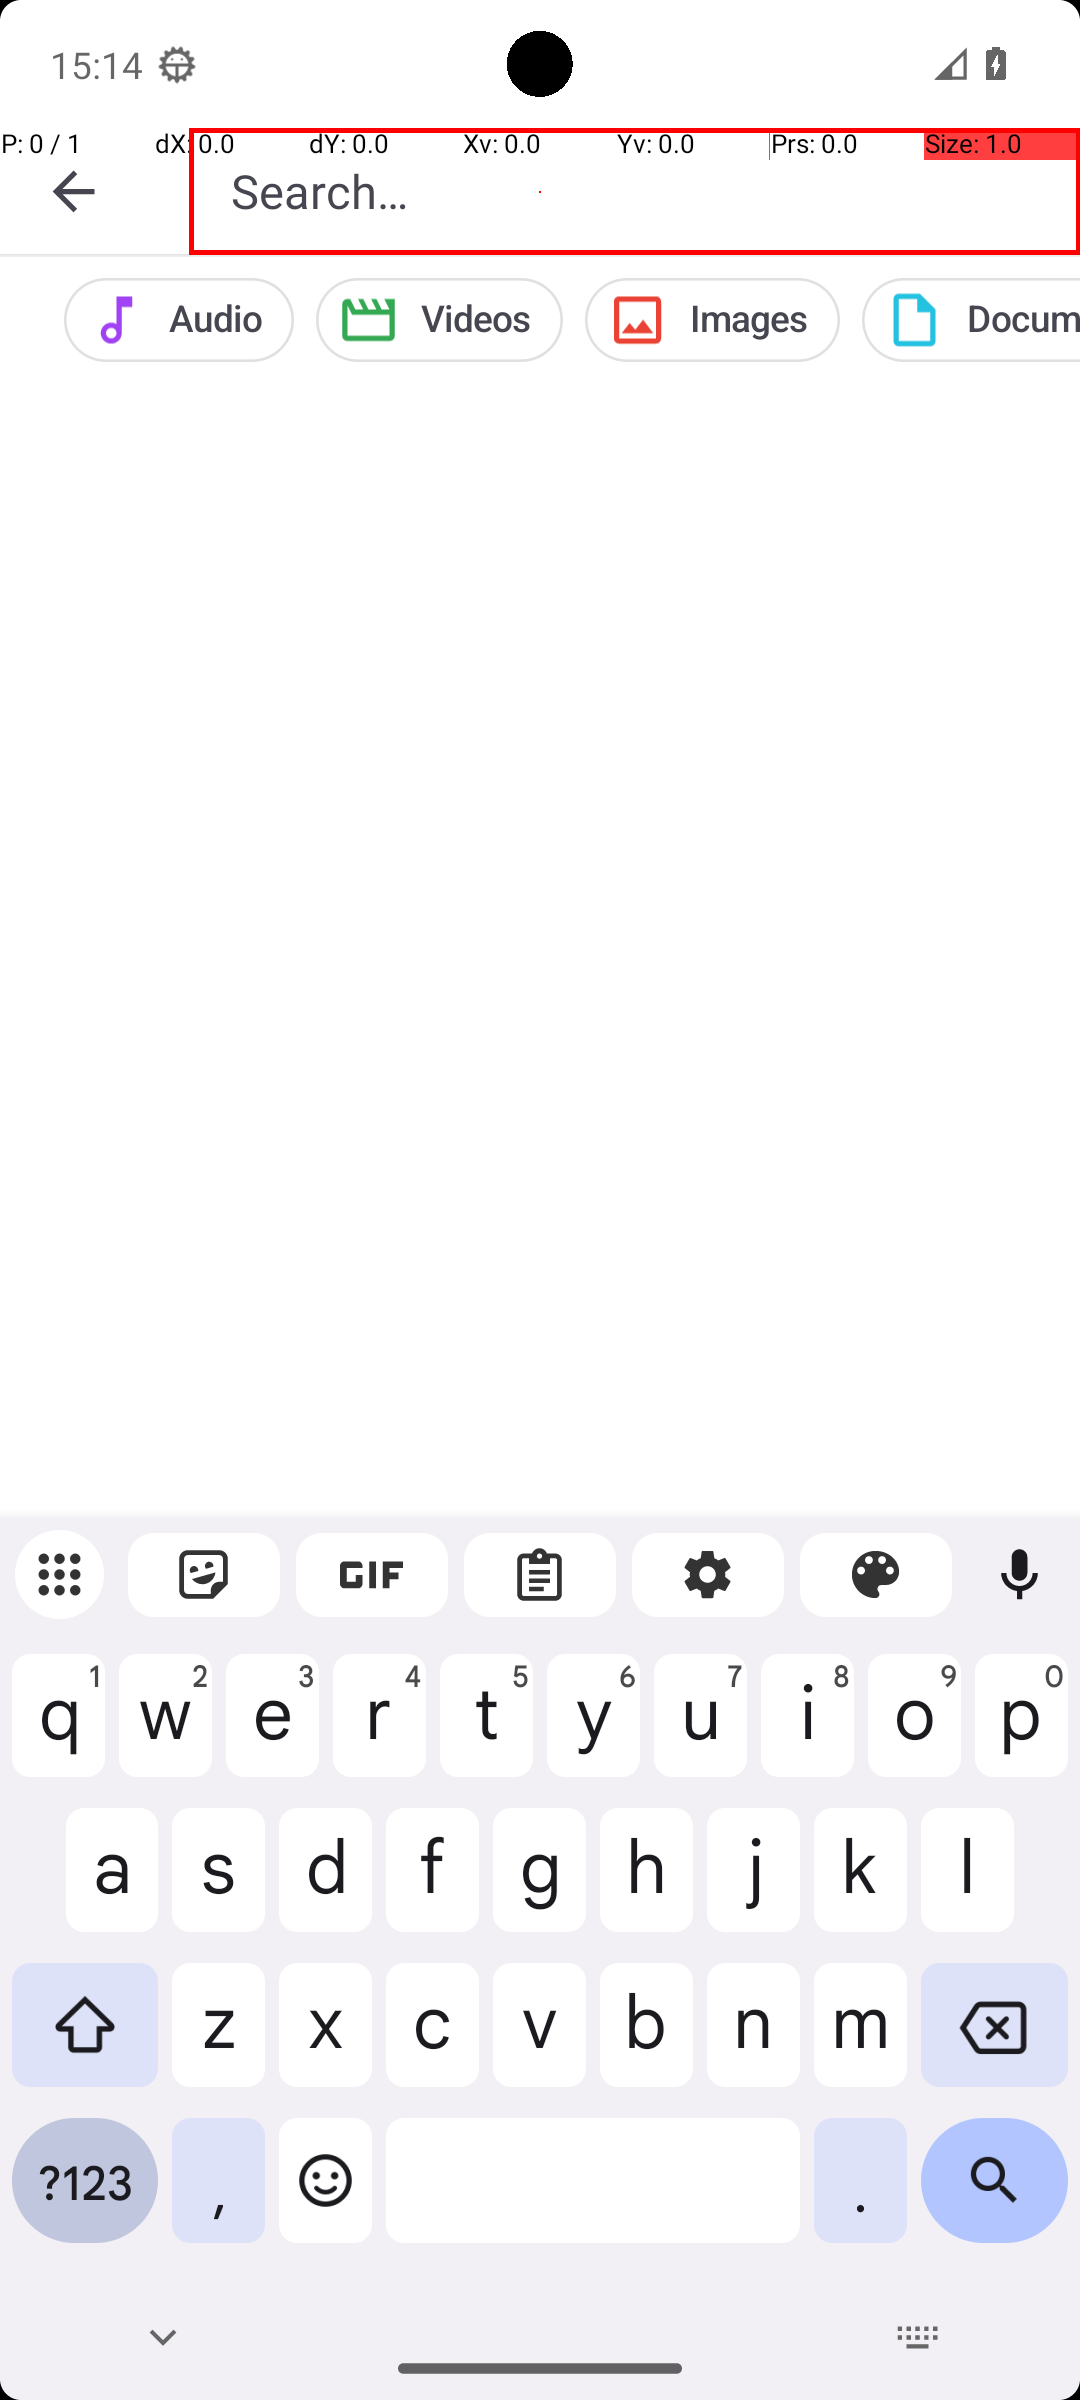 15:14
P: 0 / 1 dX: 0.0 dY: 0.0 Xv: 0.0 Yv: 0.0 Prs: 0.0 Size: 1.0
Search...
Audio Videos Images Docum
GIF
q 1 w 2 e 3 r 4 t 5 y 6 u 7 i 8 o 9 p 0
a s d f g h j k l
z x c v b n m
?123 , .